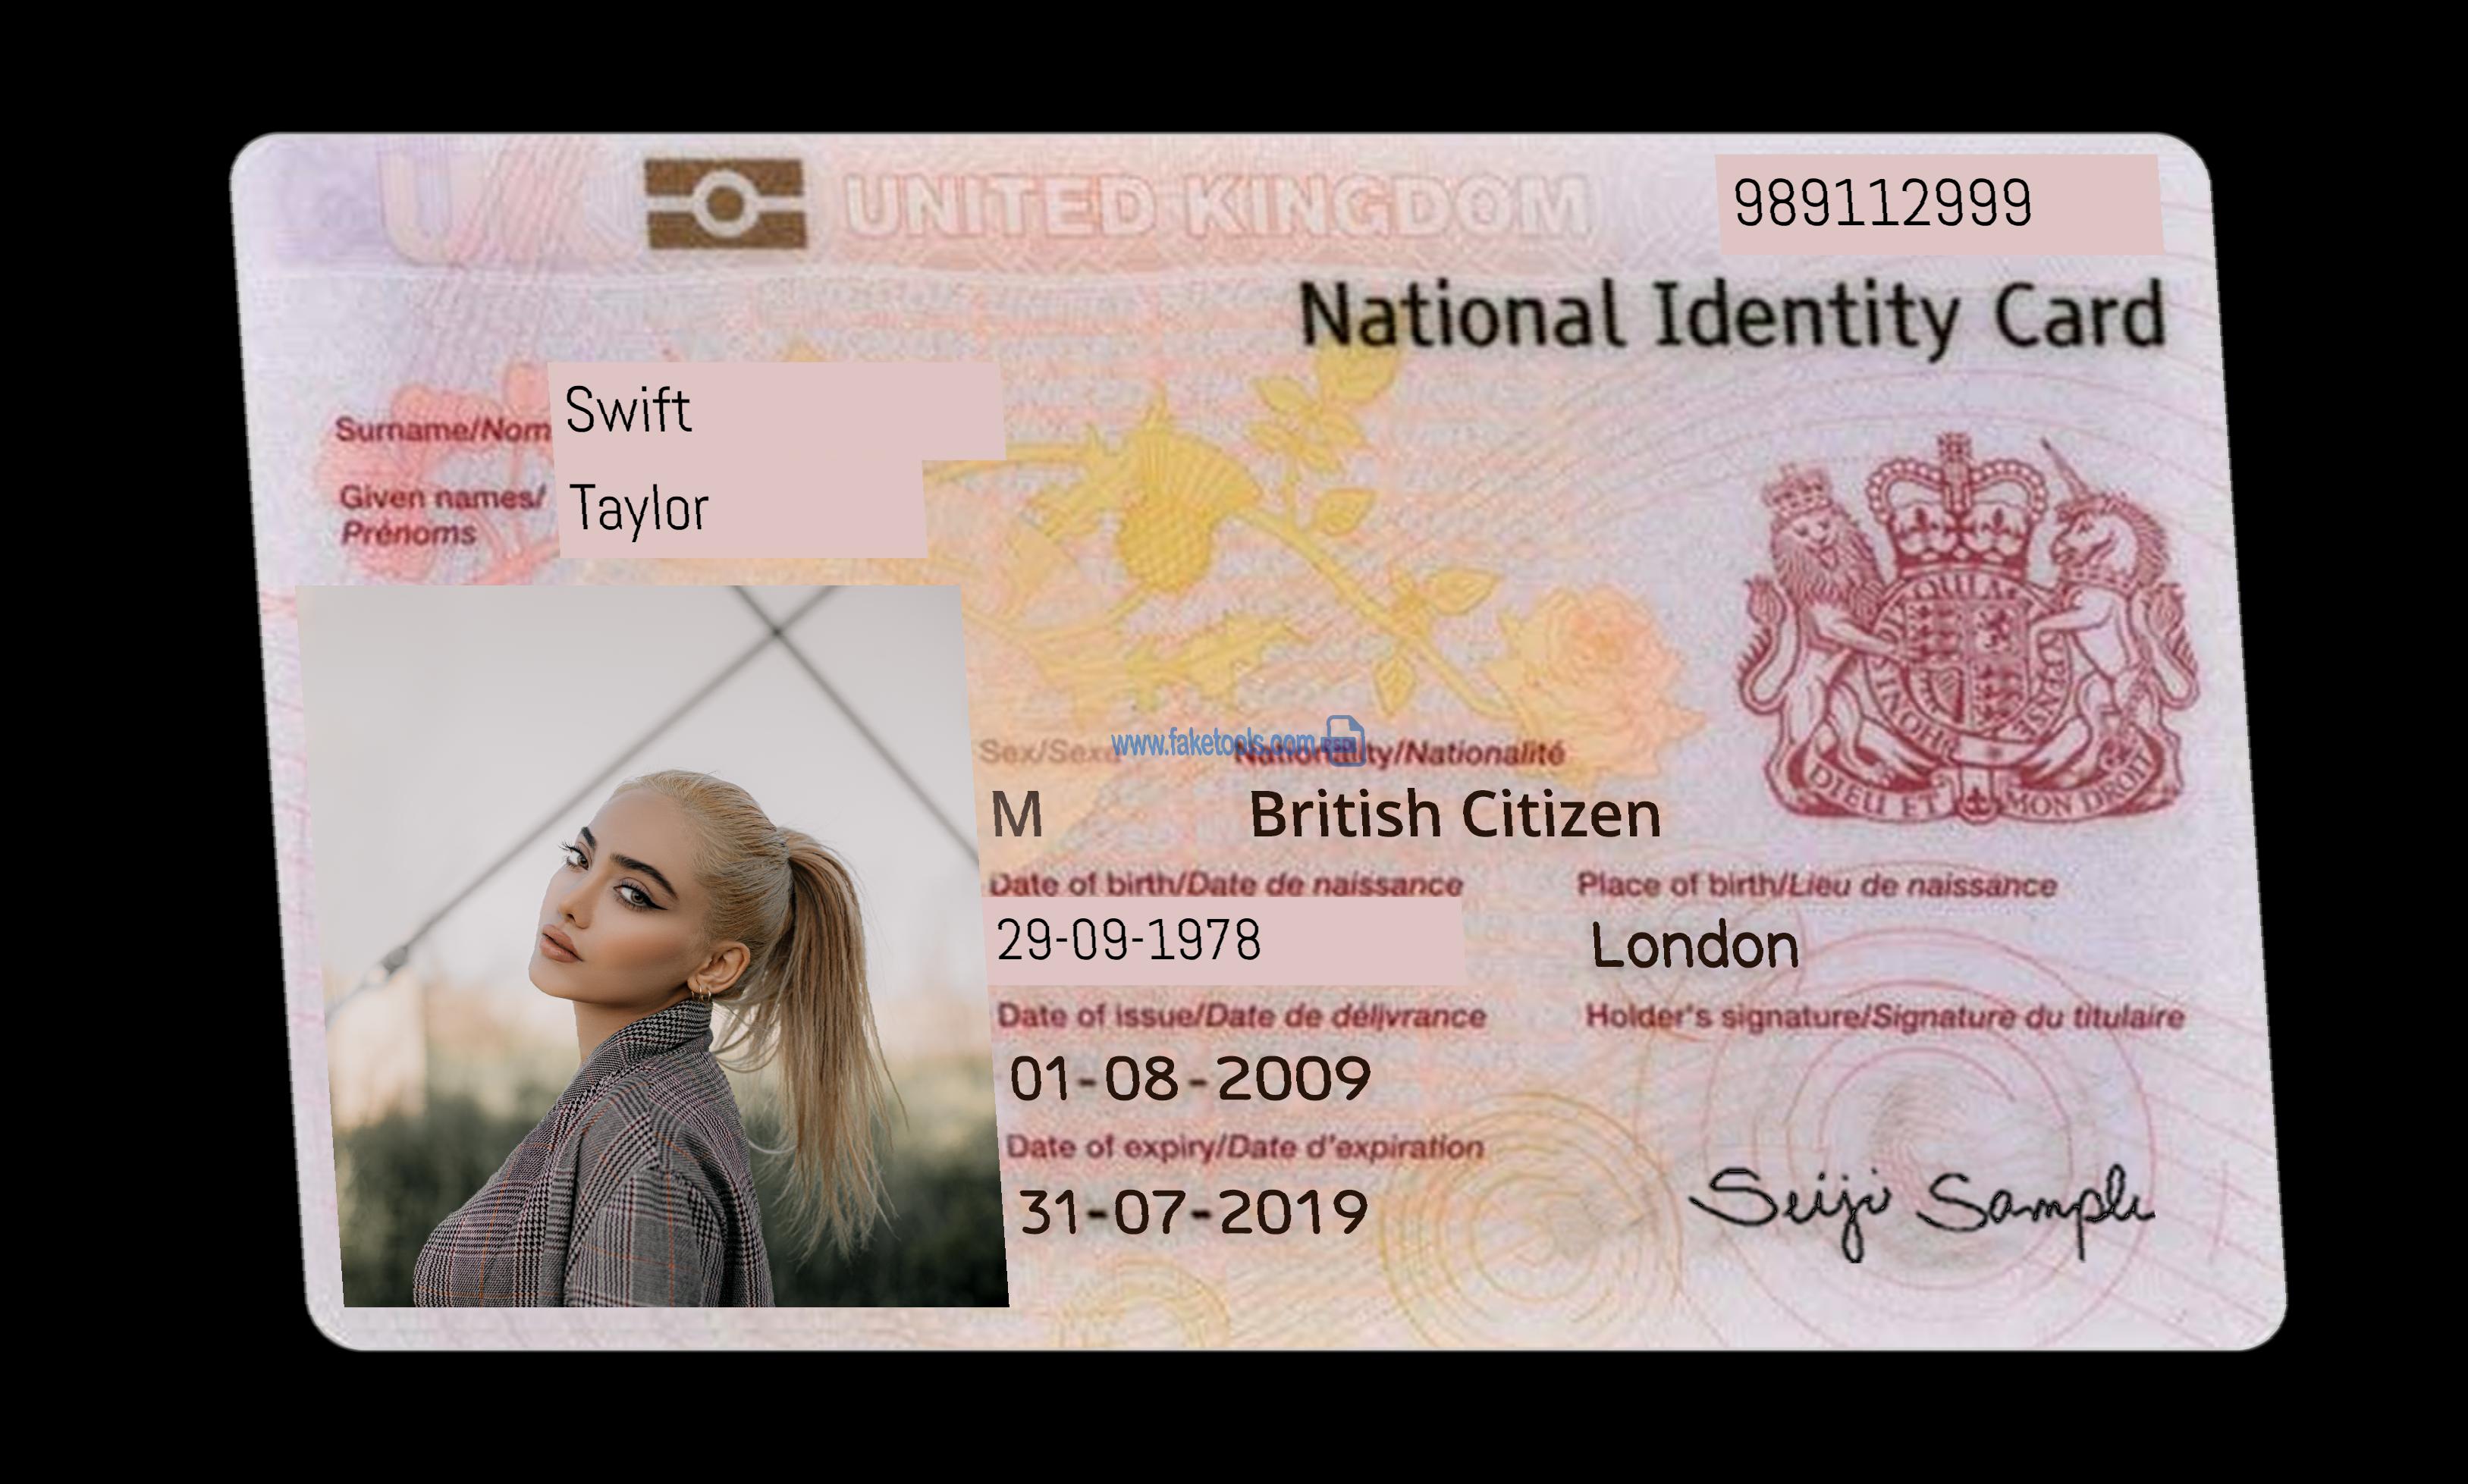 UK UNITED KINGDOM 989112999
National Identity Card
Surname/Nom Swift
Given names/ Taylor
Prénoms
www.faketools.com
Sex/Sexe Nationality/Nationalité
M British Citizen
Date of birth/Date de naissance Place of birth/Lieu de naissance
29-09-1978 London
Date of issue/Date de délivrance Holder's signature/Signature du titulaire
01-08-2009
Date of expiry/Date d'expiration
31-07-2019 Seiji Sample
DIEU ET MON DROIT